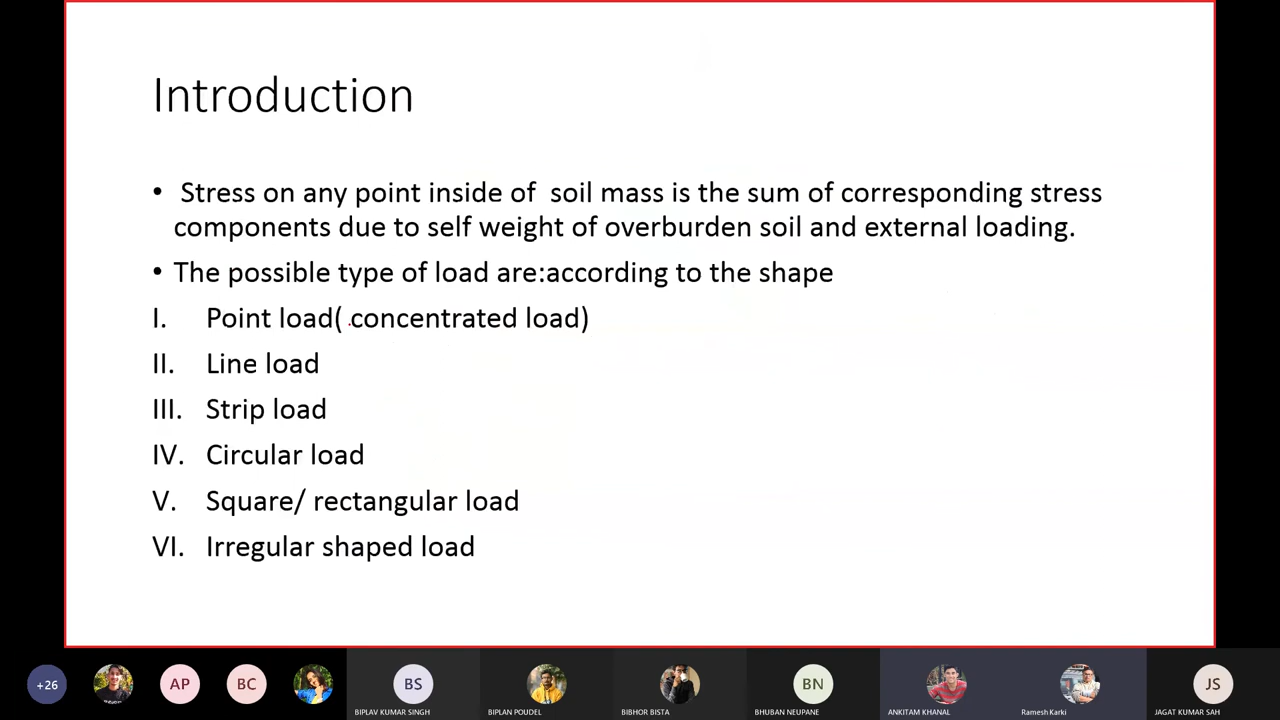 Introduction
• Stress on any point inside of soil mass is the sum of corresponding stress
components due to self weight of overburden soil and external loading.
• The possible type of load are:according to the shape
I. Point load( concentrated load)
II. Line load
III. Strip load
IV. Circular load
V. Square/ rectangular load
VI. Irregular shaped load
+26 AP BC BS BN JS
BIPLAV KUMAR SINGH BIPLAN POUDEL BIBHOR BISTA BHUBAN NEUPANE ANKITAM KHANAL Ramesh Karki JAGAT KUMAR SAH